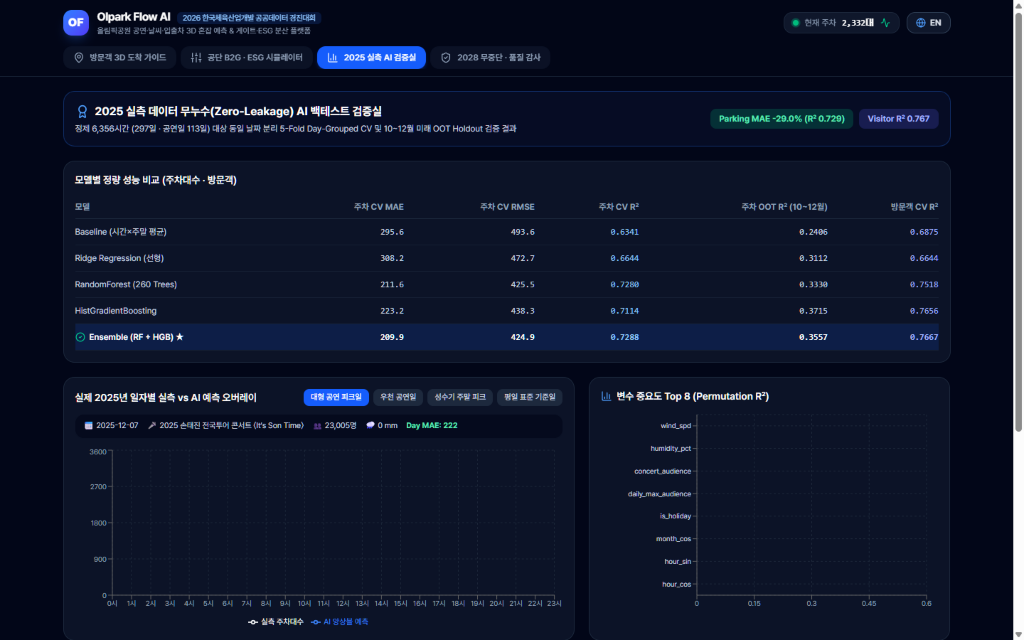 OF
Olpark Flow AI
2026 한국체육산업개발 공공데이터 경진대회
올림픽공원 공연·날씨·입출차 3D 혼잡 예측 & 게이트·ESG 분산 플랫폼
현재 주차 2,332대
EN
방문객 3D 도착 가이드
공단 B2G · ESG 시뮬레이터
2025 실측 AI 검증실
2028 무중단 · 품질 감사
2025 실측 데이터 무누수(Zero-Leakage) AI 백테스트 검증실
정제 6,356시간 (297일 · 공연일 113일) 대상 동일 날짜 분리 5-Fold Day-Grouped CV 및 10~12월 미래 OOT Holdout 검증 결과
Parking MAE -29.0% (R² 0.729)
Visitor R² 0.767
모델별 정량 성능 비교 (주차대수 · 방문객)
모델 주차 CV MAE 주차 CV RMSE 주차 CV R² 주차 OOT R² (10~12월) 방문객 CV R²
Baseline (시간×주말 평균) 295.6 493.6 0.6341 0.2406 0.6875
Ridge Regression (선형) 308.2 472.7 0.6644 0.3112 0.6644
RandomForest (260 Trees) 211.6 425.5 0.7280 0.3330 0.7518
HistGradientBoosting 223.2 438.3 0.7114 0.3715 0.7656
Ensemble (RF + HGB) ★ 209.9 424.9 0.7288 0.3557 0.7667
실제 2025년 일자별 실측 vs AI 예측 오버레이
대형 공연 피크일
우천 공연일
성수기 주말 피크
평일 표준 기준일
2025-12-07 2025 손태진 전국투어 콘서트 (It's Son Time) 23,005명 0 mm Day MAE: 222
3600
2700
1800
900
0
0시 1시 2시 3시 4시 5시 6시 7시 8시 9시 10시 11시 12시 13시 14시 15시 16시 17시 18시 19시 20시 21시 22시 23시
실측 주차대수 AI 앙상블 예측
변수 중요도 Top 8 (Permutation R²)
wind_spd
humidity_pct
concert_audience
daily_max_audience
is_holiday
month_cos
hour_sin
hour_cos
0 0.15 0.3 0.45 0.6